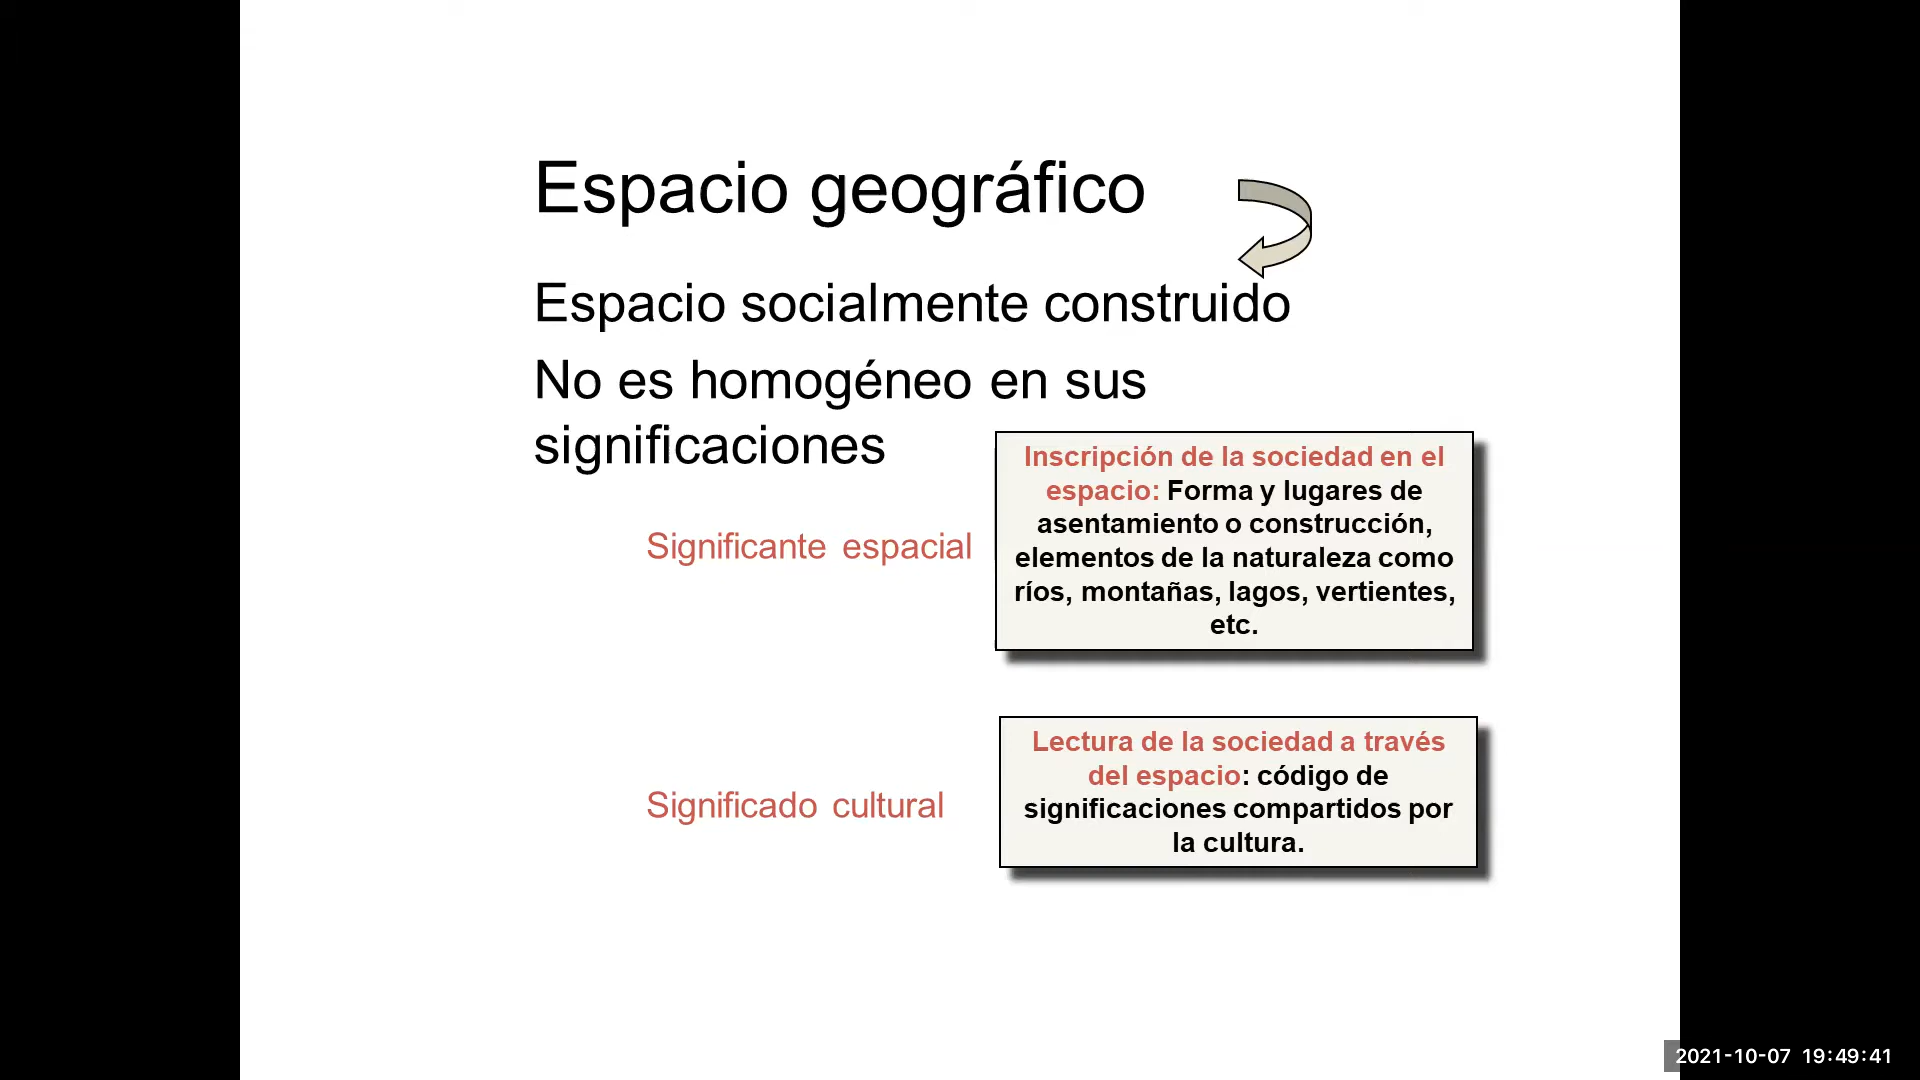 Espacio geográfico
Espacio socialmente construido
No es homogéneo en sus
significaciones
Significante espacial
Inscripción de la sociedad en el
espacio: Forma y lugares de
asentamiento o construcción,
elementos de la naturaleza como
ríos, montañas, lagos, vertientes,
etc.
Significado cultural
Lectura de la sociedad a través
del espacio: código de
significaciones compartidos por
la cultura.
2021-10-07 19:49:41